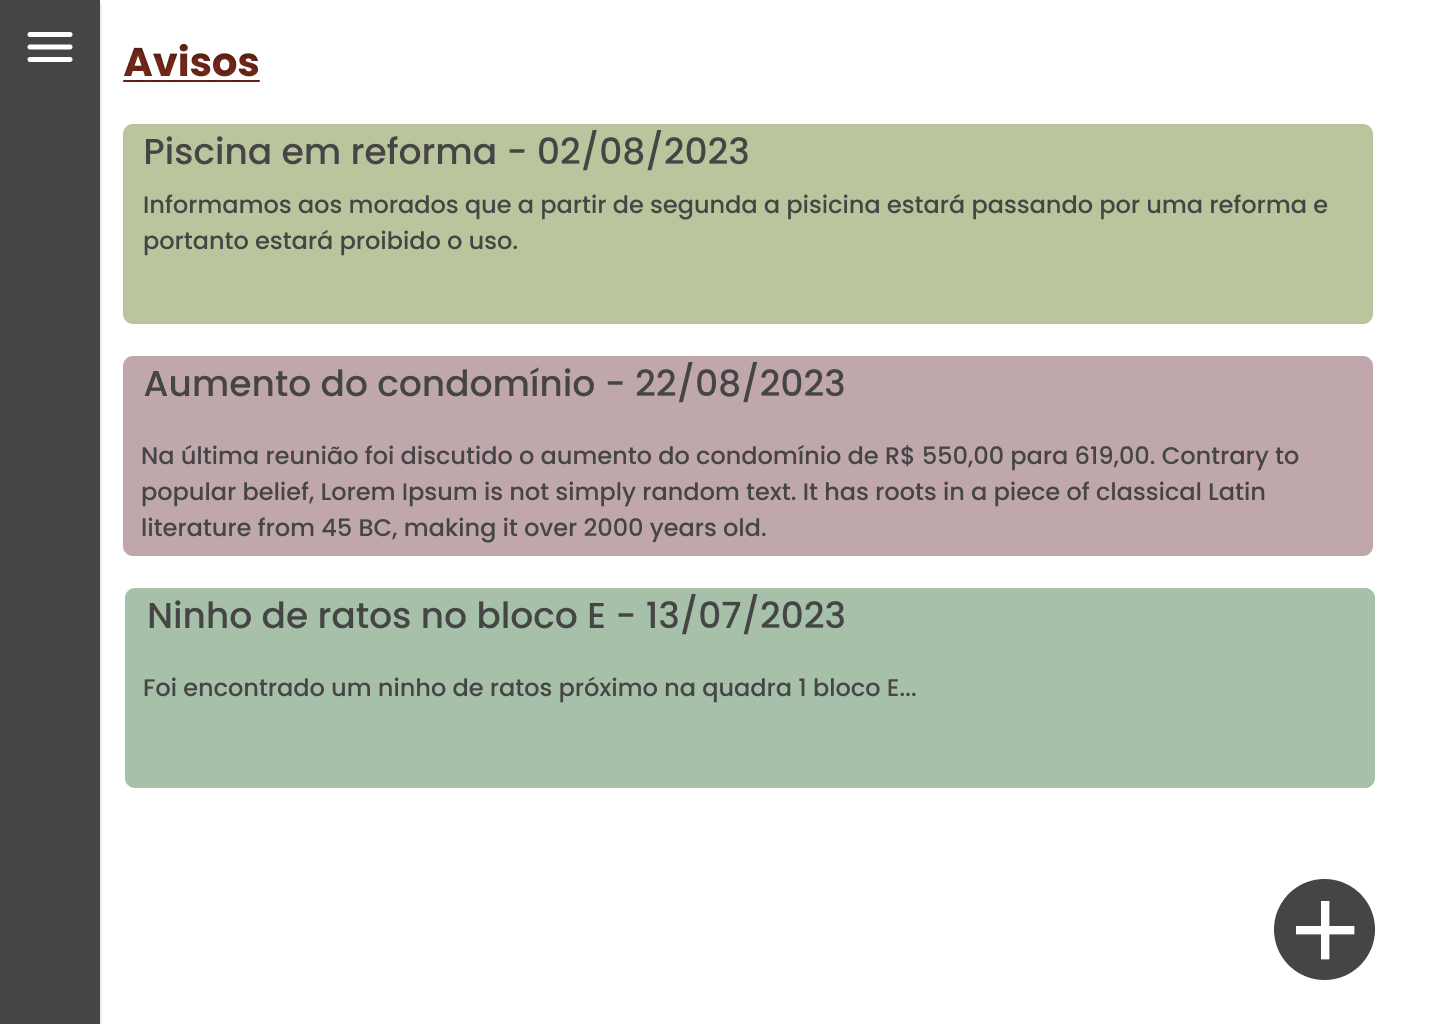 Avisos
Piscina em reforma - 02/08/2023
Informamos aos morados que a partir de segunda a pisicina estará passando por uma reforma e
portanto estará proibido o uso.
Aumento do condomínio - 22/08/2023
Na última reunião foi discutido o aumento do condomínio de R$ 550,00 para 619,00. Contrary to
popular belief, Lorem Ipsum is not simply random text. It has roots in a piece of classical Latin
literature from 45 BC, making it over 2000 years old.
Ninho de ratos no bloco E - 13/07/2023
Foi encontrado um ninho de ratos próximo na quadra 1 bloco E...